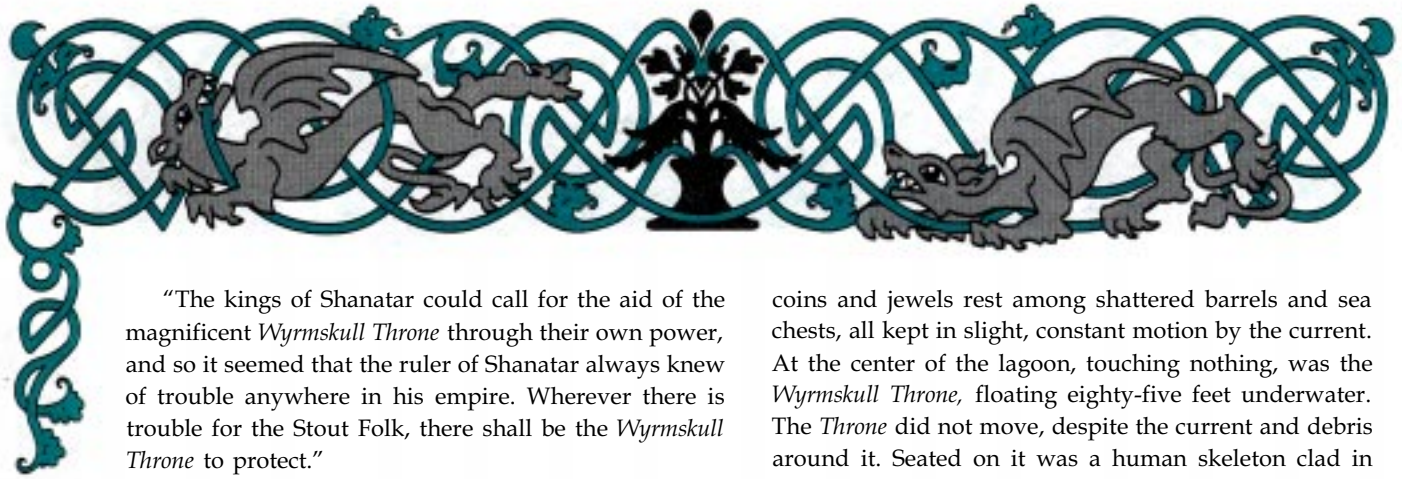 “The kings of Shanatar could call for the aid of the
magnificent Wyrmskull Throne through their own power,
and so it seemed that the ruler of Shanatar always knew
of trouble anywhere in his empire. Wherever there is
trouble for the Stout Folk, there shall be the Wyrmskull
Throne to protect.”
coins and jewels rest among shattered barrels and sea
chests, all kept in slight, constant motion by the current.
At the center of the lagoon, touching nothing, was the
Wyrmskull Throne, floating eighty-five feet underwater.
The Throne did not move, despite the current and debris
around it. Seated on it was a human skeleton clad in